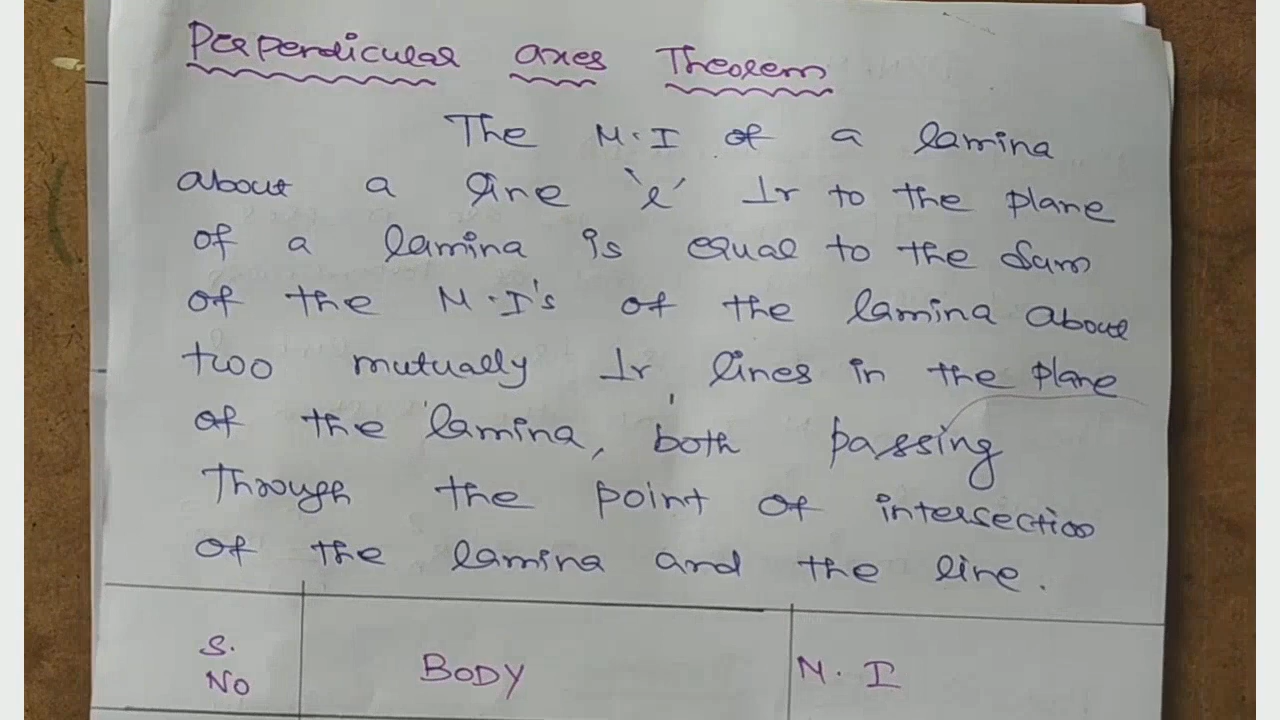 Perpendicular axes Theorem
The M.I of a lamina
about a line 'l' ⊥r to the plane
of a lamina is equal to the Sum
of the M.I's of the lamina about
two mutually ⊥r lines in the plane
of the lamina, both passing
Through the point of intersection
of the lamina and the line.
S. No BODY M. I